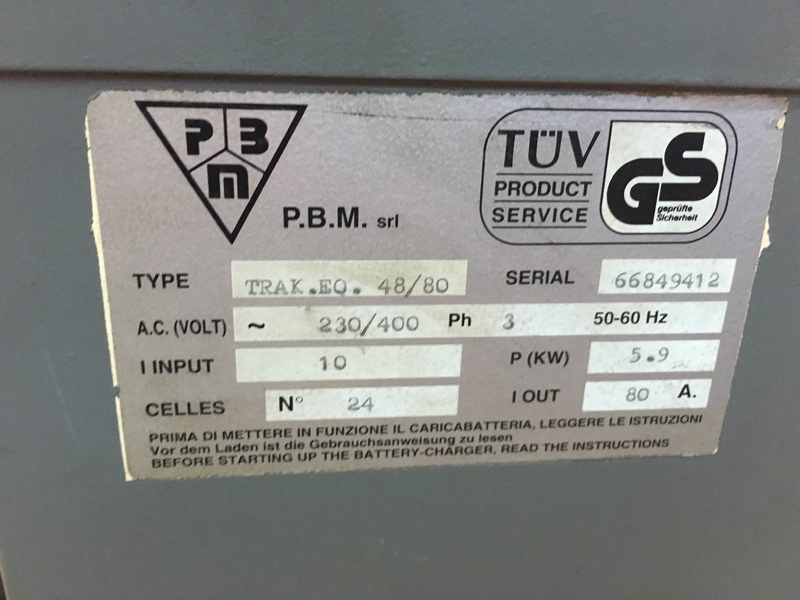 PBM
P.B.M. srl
TÜV
PRODUCT
SERVICE
GS
geprüfte
Sicherheit
TYPE TRAK.EQ. 48/80 SERIAL 66849412
A.C. (VOLT) ~ 230/400 Ph 3 50-60 Hz
I INPUT 10 P (KW) 5.9
CELLES N° 24 I OUT 80 A.
PRIMA DI METTERE IN FUNZIONE IL CARICABATTERIA, LEGGERE LE ISTRUZIONI
Vor dem Laden ist die Gebrauchsanweisung zu lesen
BEFORE STARTING UP THE BATTERY-CHARGER, READ THE INSTRUCTIONS